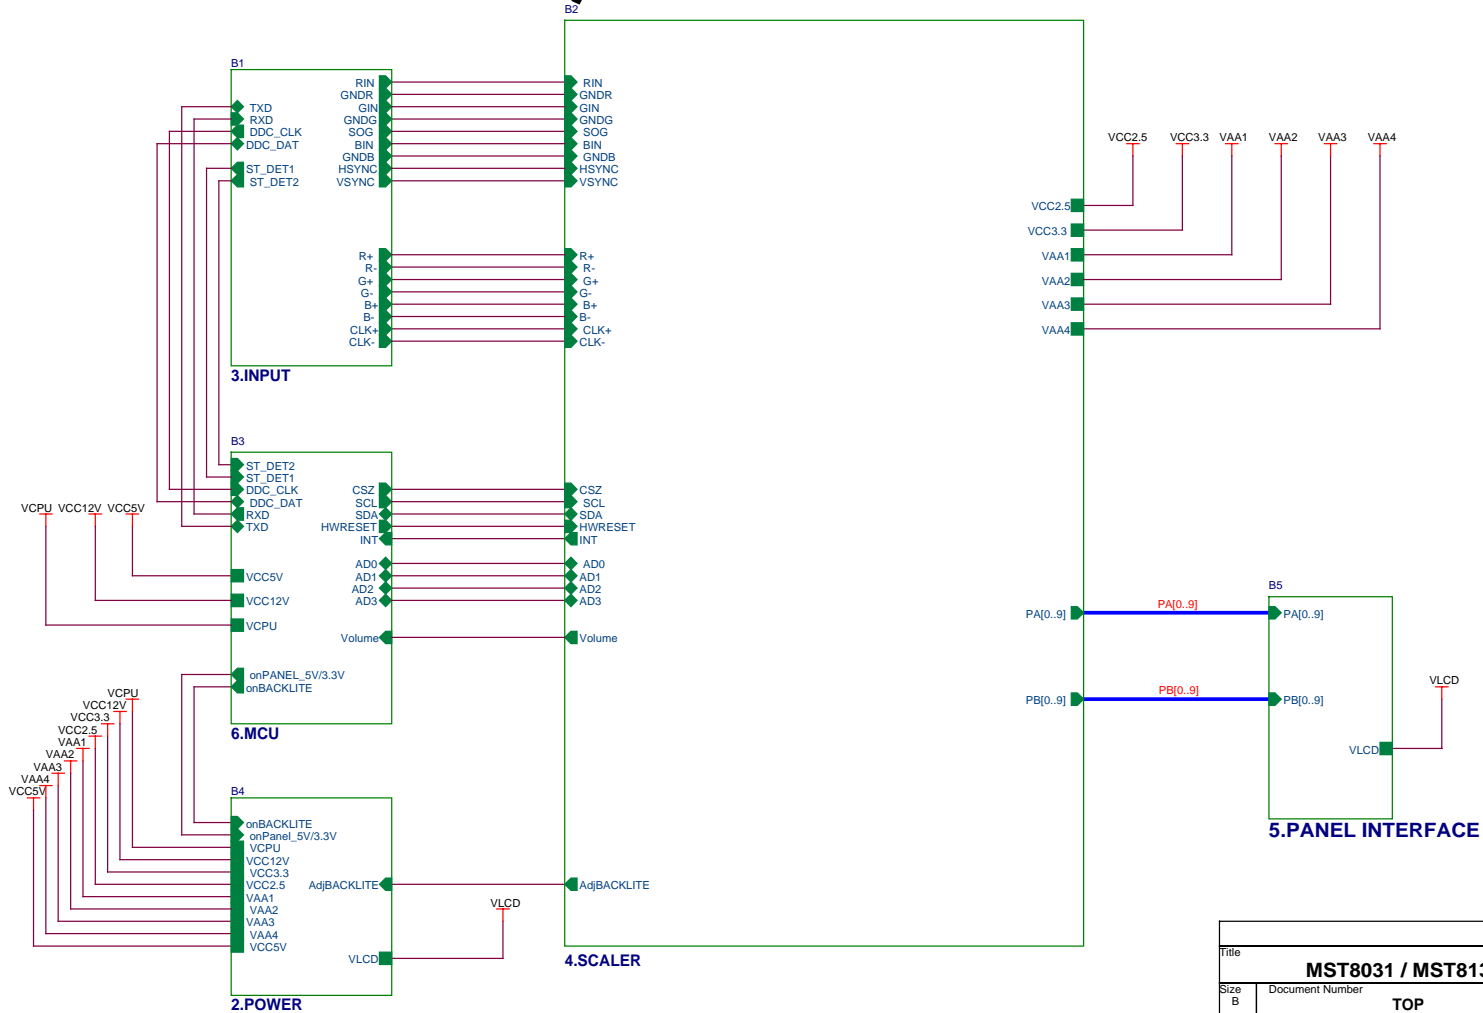 B2
B1
RIN
GNDR
GIN
GNDG
SOG
BIN
GNDB
HSYNC
VSYNC
TXD
RXD
DDC_CLK
DDC_DAT
ST_DET1
ST_DET2
R+
R-
G+
G-
B+
B-
CLK+
CLK-
3.INPUT
RIN
GNDR
GIN
GNDG
SOG
BIN
GNDB
HSYNC
VSYNC
R+
R-
G+
G-
B+
B-
CLK+
CLK-
VCC2.5
VCC3.3
VAA1
VAA2
VAA3
VAA4
VCC2.5
VCC3.3
VAA1
VAA2
VAA3
VAA4
B3
ST_DET2
ST_DET1
DDC_CLK
DDC_DAT
RXD
TXD
VCPU
VCC12V
VCC5V
VCC5V
VCC12V
VCPU
CSZ
SCL
SDA
HWRESET
INT
AD0
AD1
AD2
AD3
Volume
onPANEL_5V/3.3V
onBACKLITE
6.MCU
CSZ
SCL
SDA
HWRESET
INT
AD0
AD1
AD2
AD3
Volume
PA[0..9]
PA[0..9]
PB[0..9]
PB[0..9]
B5
PA[0..9]
PB[0..9]
VLCD
VLCD
5.PANEL INTERFACE
VCPU
VCC12V
VCC3.3
VCC2.5
VAA1
VAA2
VAA3
VAA4
VCC5V
B4
onBACKLITE
onPanel_5V/3.3V
VCPU
VCC12V
VCC3.3
VCC2.5
VAA1
VAA2
VAA3
VAA4
VCC5V
AdjBACKLITE
VLCD
VLCD
2.POWER
AdjBACKLITE
4.SCALER
Title
MST8031 / MST813
Size
B
Document Number
TOP